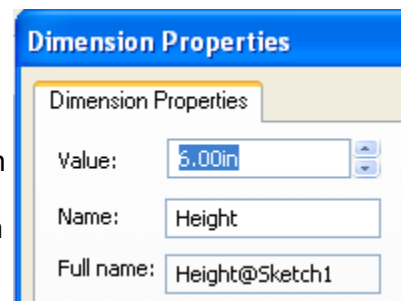 Dimension Properties
Dimension Properties
Value: 6.00in
Name: Height
Full name: Height@Sketch1